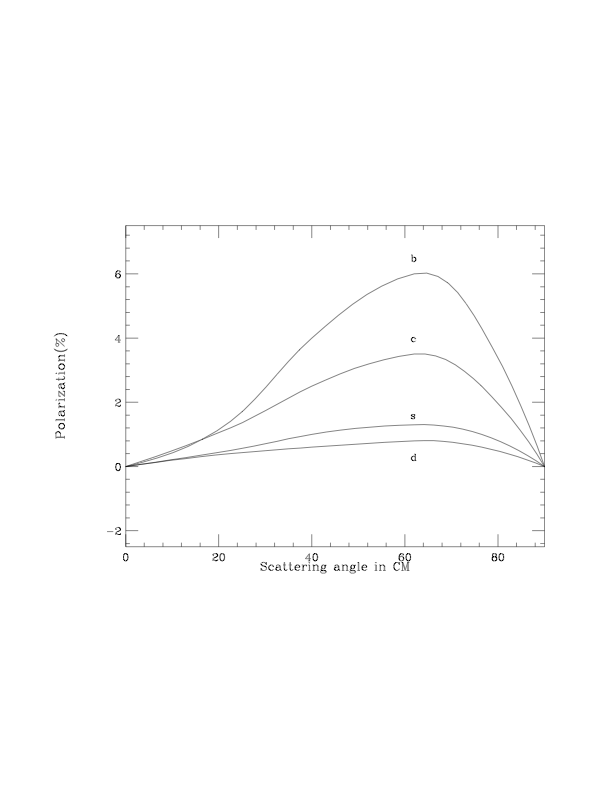 b
6
4
c
Polarization(%)
2
s
d
0
−2
0 20 40 60 80
Scattering angle in CM